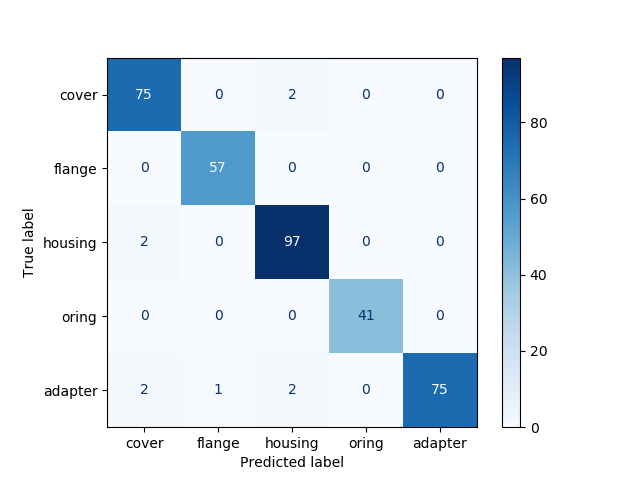 cover 75 0 2 0 0
flange 0 57 0 0 0
housing 2 0 97 0 0
oring 0 0 0 41 0
adapter 2 1 2 0 75
cover flange housing oring adapter
Predicted label
True label
80
60
40
20
0